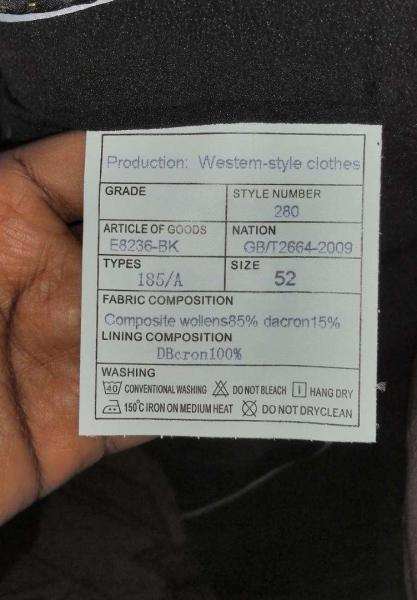 Production: Western-style clothes
GRADE
STYLE NUMBER
280
ARTICLE OF GOODS
E8236-BK
NATION
GB/T2664-2009
TYPES
185/A
SIZE
52
FABRIC COMPOSITION
Composite wollens85% dacron15%
LINING COMPOSITION
DBcron100%
WASHING
40 CONVENTIONAL WASHING DO NOT BLEACH HANG DRY
150℃ IRON ON MEDIUM HEAT DO NOT DRYCLEAN